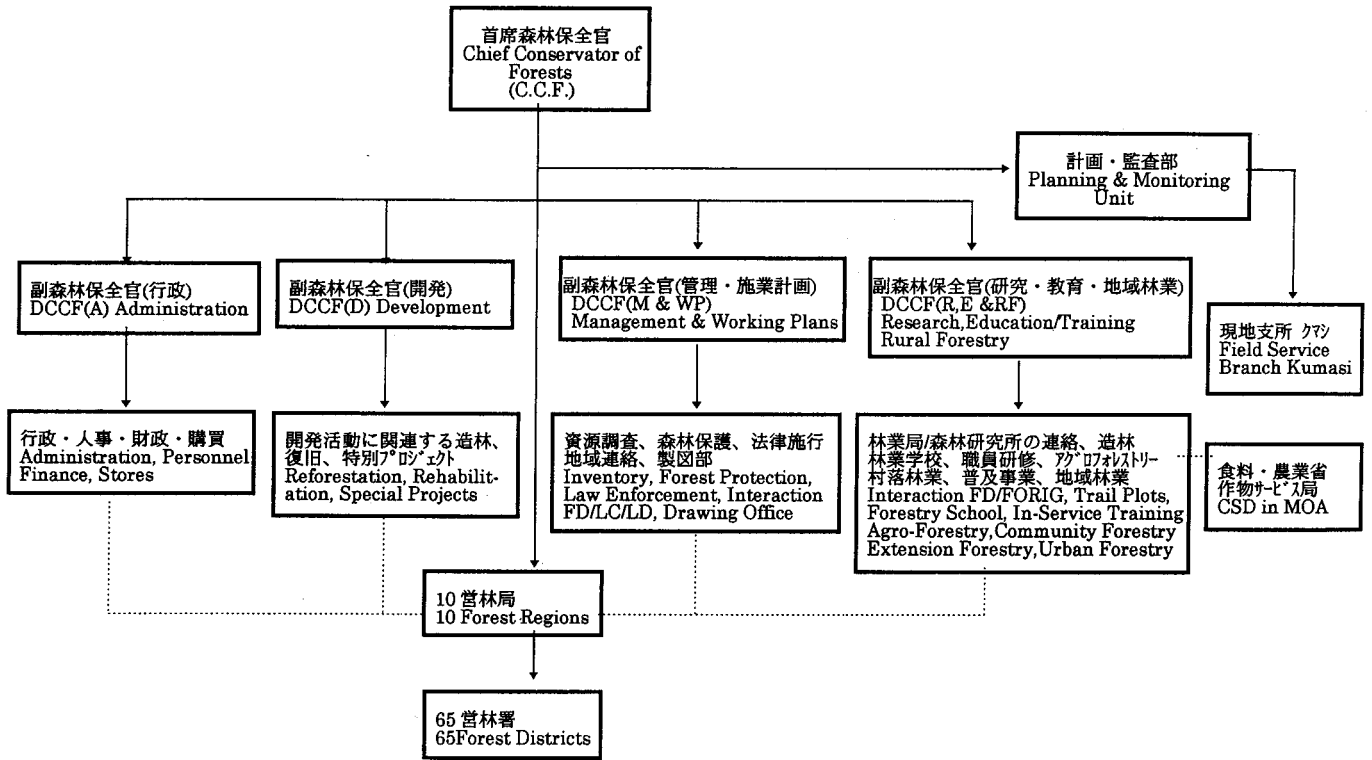 首席森林保全官
Chief Conservator of
Forests
(C.C.F.)
計画・監査部
Planning & Monitoring
Unit
副森林保全官(行政)
DCCF(A) Administration
副森林保全官(開発)
DCCF(D) Development
副森林保全官(管理・施業計画)
DCCF(M & WP)
Management & Working Plans
副森林保全官(研究・教育・地域林業)
DCCF(R,E &RF)
Research,Education/Training
Rural Forestry
現地支所 クマシ
Field Service
Branch Kumasi
行政・人事・財政・購買
Administration, Personnel
Finance, Stores
開発活動に関連する造林、
復旧、特別プロジェクト
Reforestation, Rehabilit-
ation, Special Projects
資源調査、森林保護、法律施行
地域連絡、製図部
Inventory, Forest Protection,
Law Enforcement, Interaction
FD/LC/LD, Drawing Office
林業局/森林研究所の連絡、造林
林業学校、職員研修、アグロフォレストリー
村落林業、普及事業、地域林業
Interaction FD/FORIG, Trail Plots,
Forestry School, In-Service Training
Agro-Forestry,Community Forestry
Extension Forestry,Urban Forestry
食料・農業省
作物サービス局
CSD in MOA
10 営林局
10 Forest Regions
65 営林署
65Forest Districts